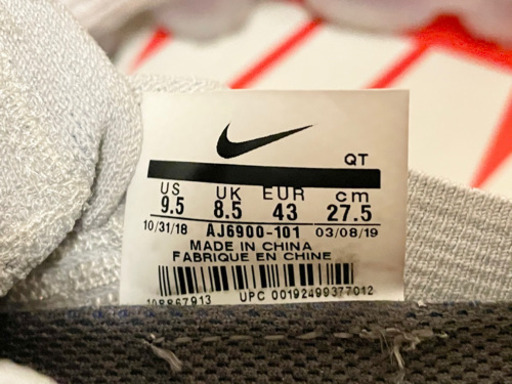 QT
US UK EUR cm
9.5 8.5 43 27.5
10/31/18 AJ6900-101 03/08/19
MADE IN CHINA
FABRIQUE EN CHINE
UPC 00192499377012